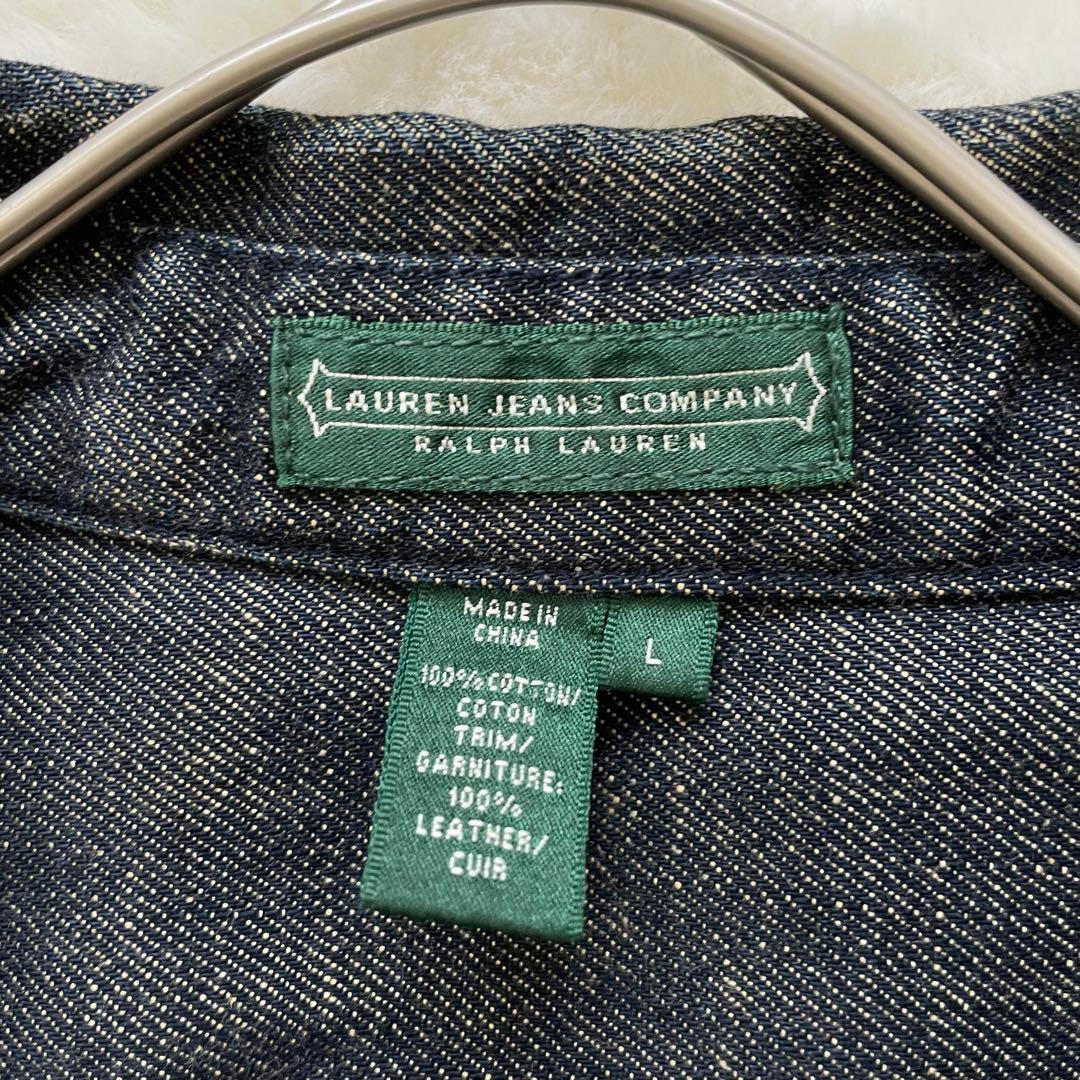 LAUREN JEANS COMPANY
RALPH LAUREN
MADE IN
CHINA
L
100% COTTON/
COTON
TRIM/
GARNITURE:
100%
LEATHER/
CUIR